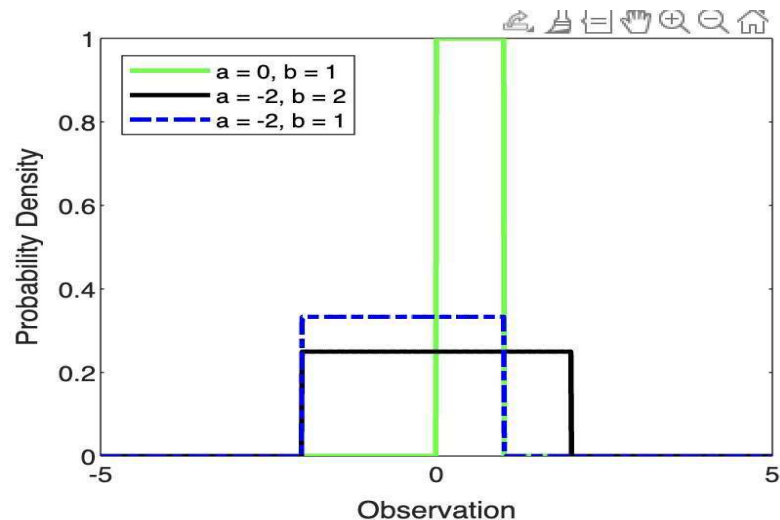 1
a = 0, b = 1
a = -2, b = 2
a = -2, b = 1
0.8
0.6
0.4
0.2
0
-5
0
5
Probability Density
Observation